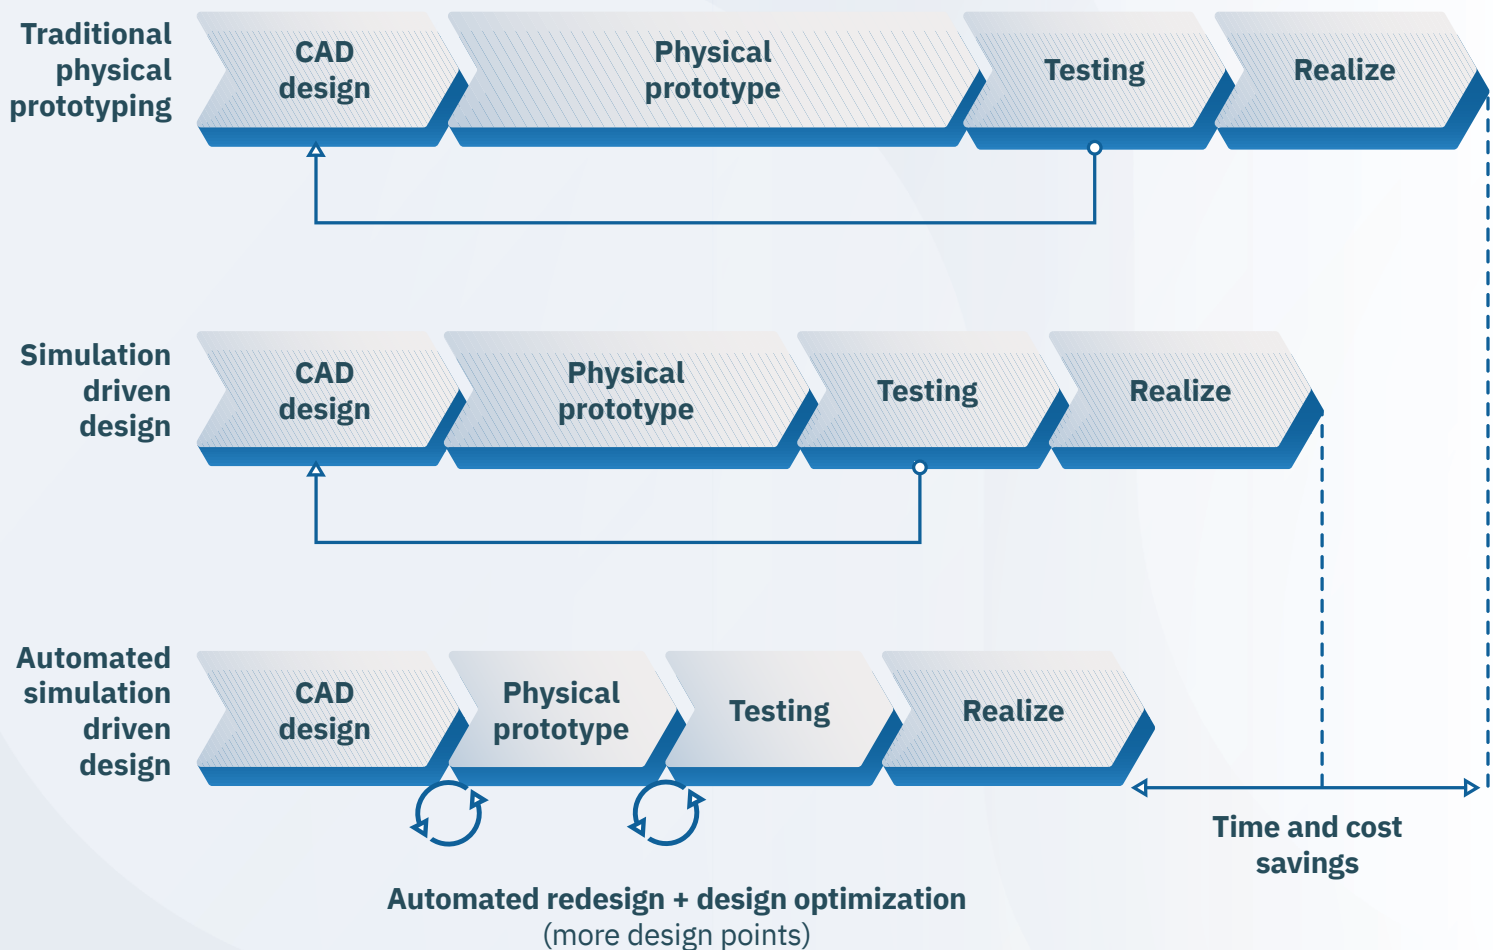 Traditional
physical
prototyping
CAD
design
Physical
prototype
Testing
Realize
Simulation
driven
design
CAD
design
Physical
prototype
Testing
Realize
Automated
simulation
driven
design
CAD
design
Physical
prototype
Testing
Realize
Time and cost
savings
Automated redesign + design optimization
(more design points)